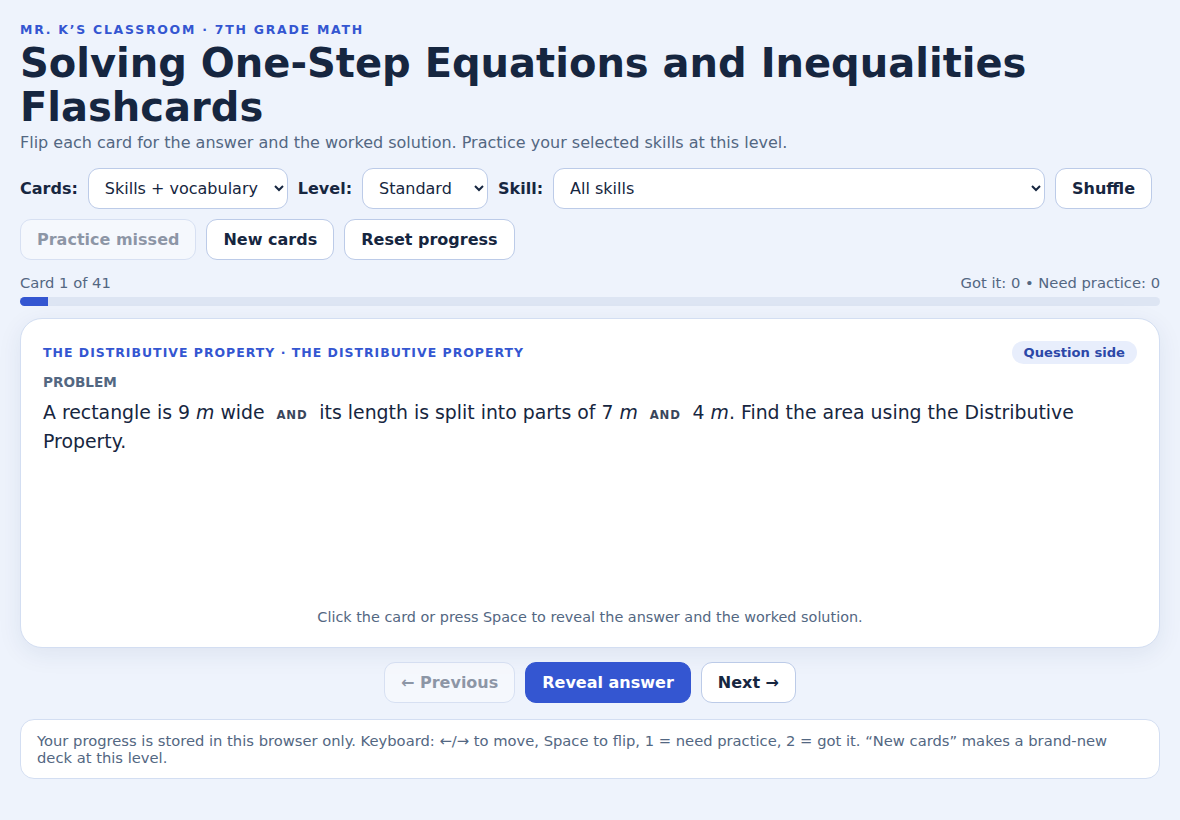 MR. K’S CLASSROOM · 7TH GRADE MATH
Solving One-Step Equations and Inequalities
Flashcards
Flip each card for the answer and the worked solution. Practice your selected skills at this level.
Cards: Skills + vocabulary Level: Standard Skill: All skills Shuffle
Practice missed New cards Reset progress
Card 1 of 41 Got it: 0 • Need practice: 0
THE DISTRIBUTIVE PROPERTY · THE DISTRIBUTIVE PROPERTY Question side
PROBLEM
A rectangle is 9 m wide AND its length is split into parts of 7 m AND 4 m. Find the area using the Distributive
Property.
Click the card or press Space to reveal the answer and the worked solution.
← Previous Reveal answer Next →
Your progress is stored in this browser only. Keyboard: ←/→ to move, Space to flip, 1 = need practice, 2 = got it. “New cards” makes a brand-new
deck at this level.